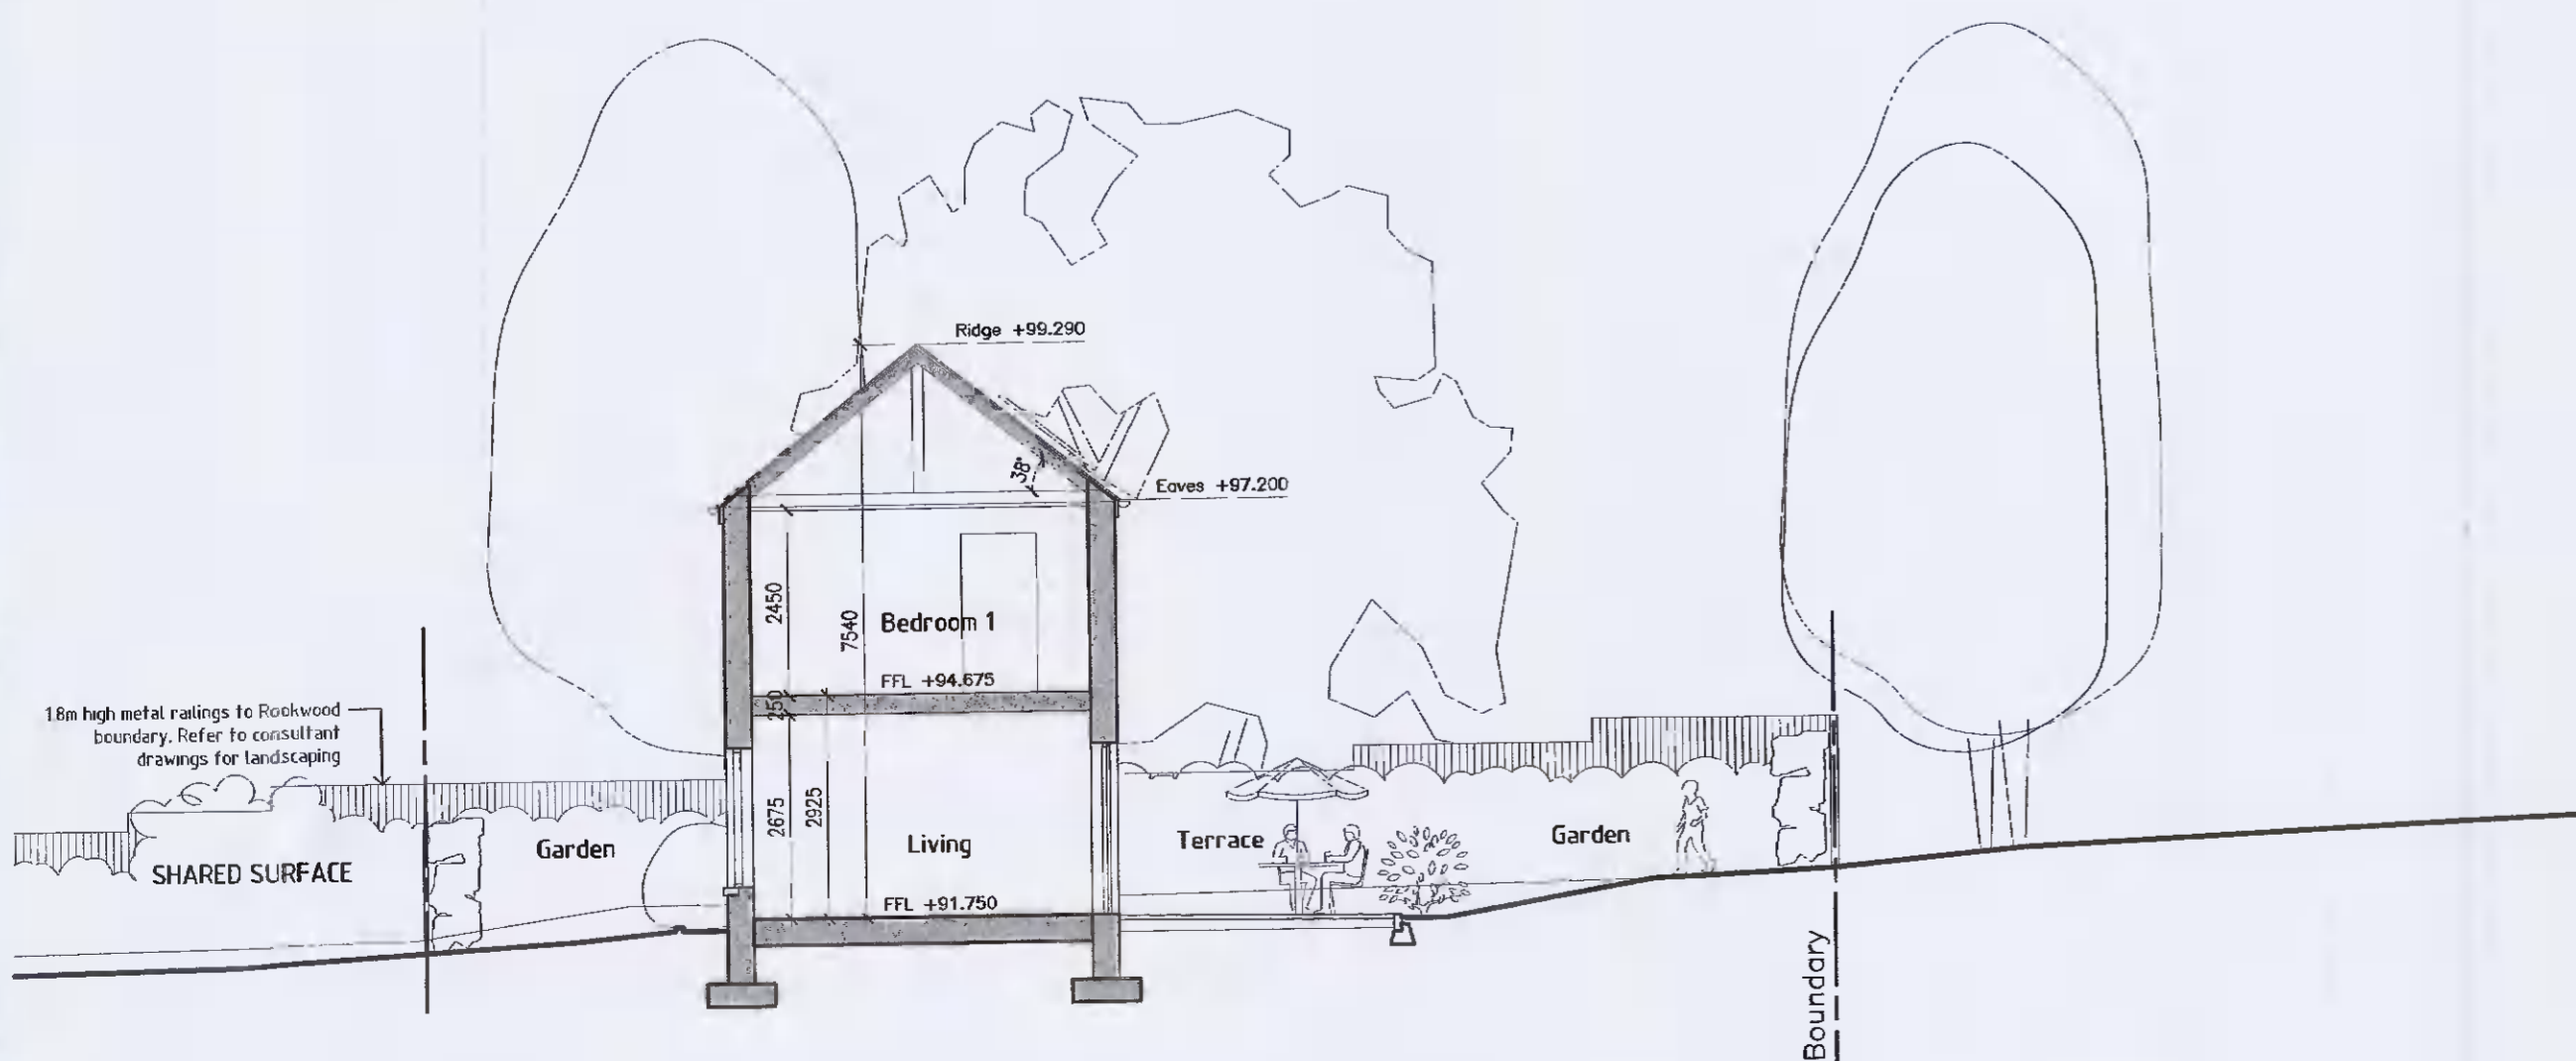 Ridge +99.290
38°
Eaves +97.200
2450
7540
Bedroom 1
FFL +94.675
250
1.8m high metal railings to Rookwood
boundary. Refer to consultant
drawings for landscaping
2675
2925
SHARED SURFACE
Garden
Living
Terrace
Garden
FFL +91.750
Boundary